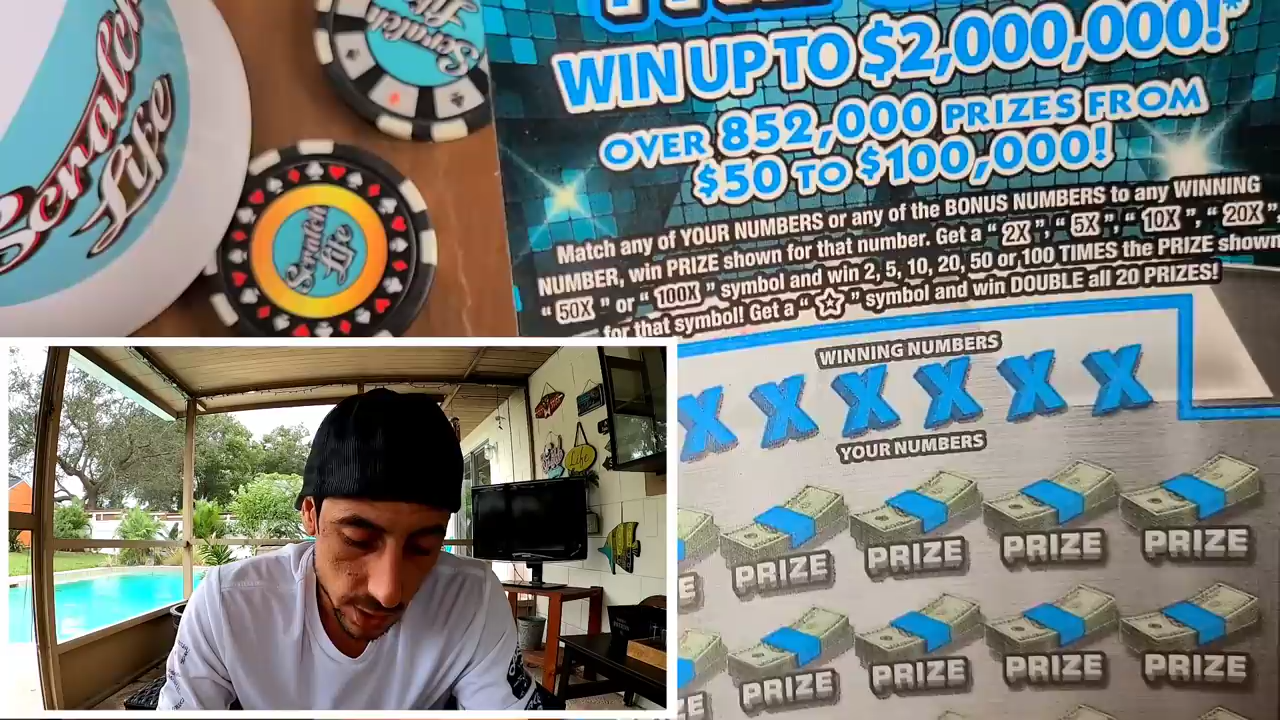 Scratch
Life
Scratch
Life
Scratch
Life
WIN UP TO $2,000,000!*
OVER 852,000 PRIZES FROM
$50 TO $100,000!
Match any of YOUR NUMBERS or any of the BONUS NUMBERS to any WINNING
NUMBER, win PRIZE shown for that number. Get a "2X", "5X", "10X", "20X",
"50X" or "100X" symbol and win 2, 5, 10, 20, 50 or 100 TIMES the PRIZE shown
for that symbol! Get a "☆" symbol and win DOUBLE all 20 PRIZES!
WINNING NUMBERS
X X X X X X
YOUR NUMBERS
PRIZE PRIZE PRIZE PRIZE
PRIZE PRIZE PRIZE PRIZE
Life